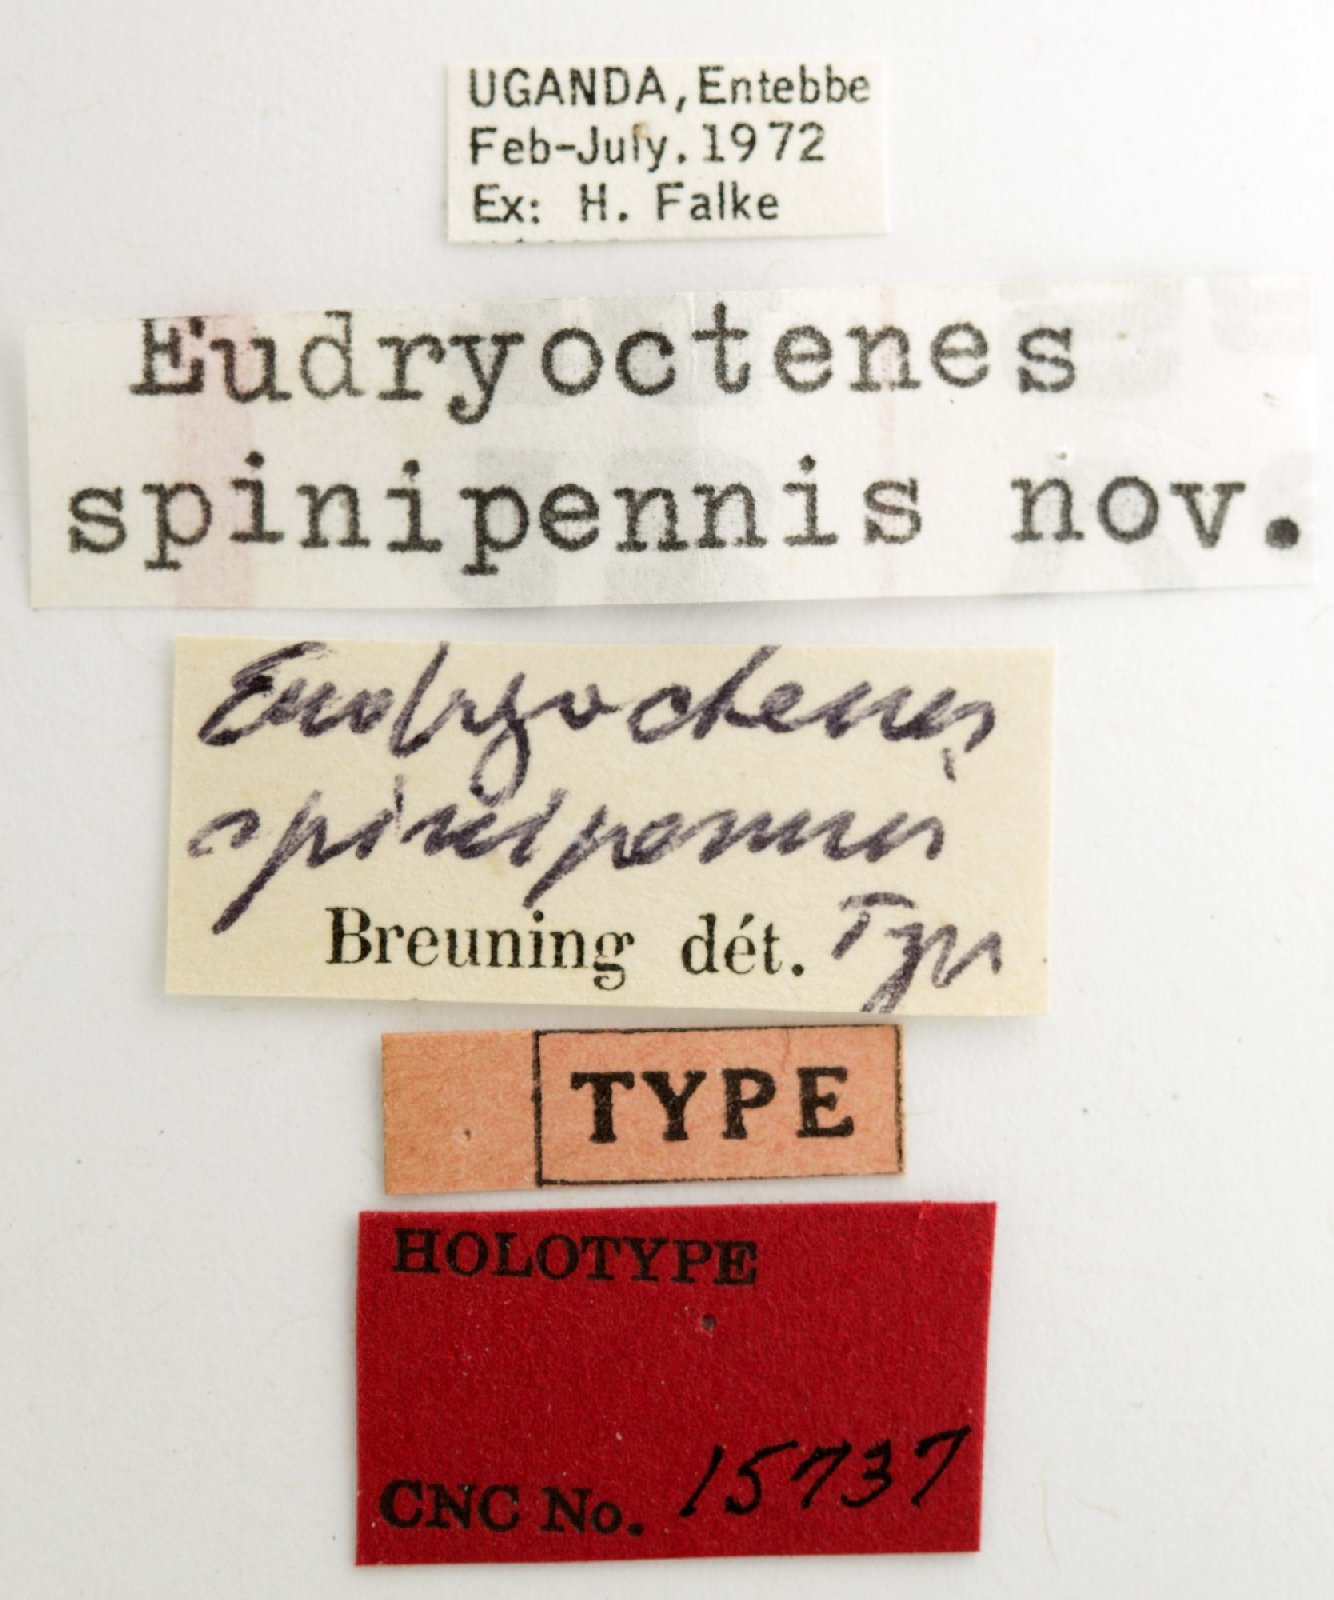 UGANDA, Entebbe
Feb-July. 1972
Ex: H. Falke
Eudryoctenes
spinipennis nov.
Eudryoctenes
spinipennis
Breuning dét. Typ
TYPE
HOLOTYPE
CNC No. 15737